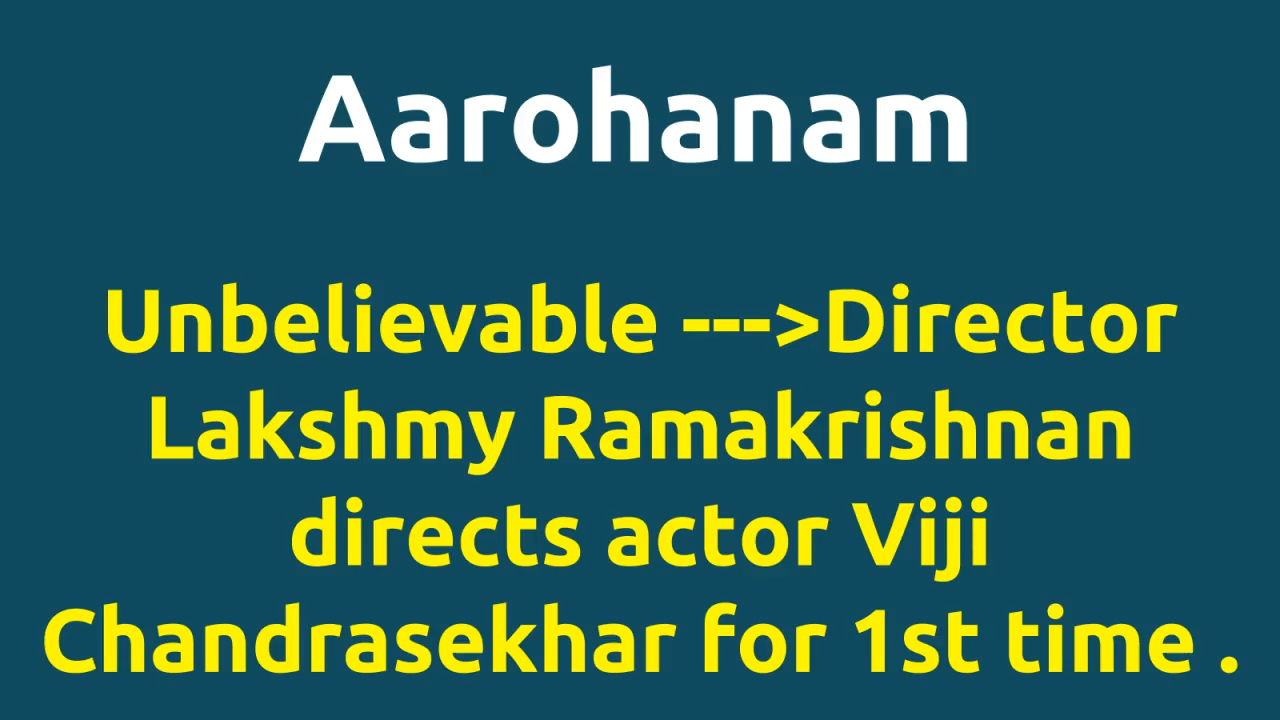 Aarohanam
Unbelievable --->Director
Lakshmy Ramakrishnan
directs actor Viji
Chandrasekhar for 1st time .